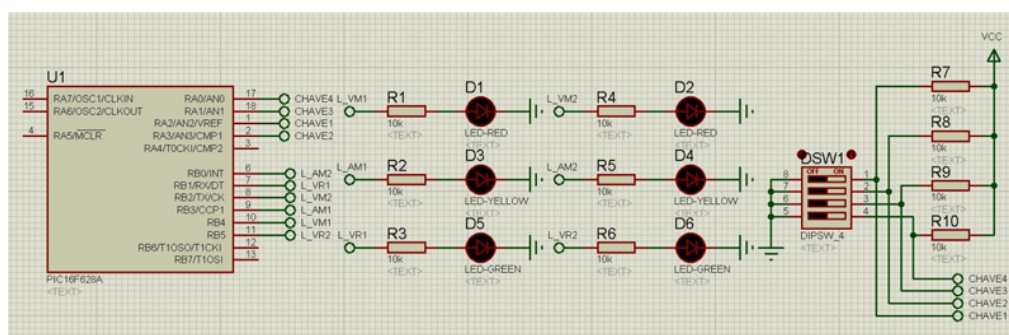 U1
16 RA7/OSC1/CLKIN
15 RA6/OSC2/CLKOUT
4 RA5/MCLR
RA0/AN0 17 CHAVE4
RA1/AN1 18 CHAVE3
RA2/AN2/VREF 1 CHAVE1
RA3/AN3/CMP1 2 CHAVE2
RA4/T0CKI/CMP2 3
RB0/INT 6 L_AM2
RB1/RX/DT 7 L_VR1
RB2/TX/CK 8 L_VM2
RB3/CCP1 9 L_AM1
RB4 10 L_VM1
RB5 11 L_VR2
RB6/T1OSO/T1CKI 12
RB7/T1OSI 13
PIC16F628A
<TEXT>
L_VM1
R1
10k
<TEXT>
D1
LED-RED
<TEXT>
L_VM2
R4
10k
<TEXT>
D2
LED-RED
<TEXT>
L_AM1
R2
10k
<TEXT>
D3
LED-YELLOW
<TEXT>
L_AM2
R5
10k
<TEXT>
D4
LED-YELLOW
<TEXT>
L_VR1
R3
10k
<TEXT>
D5
LED-GREEN
<TEXT>
L_VR2
R6
10k
<TEXT>
D6
LED-GREEN
<TEXT>
DSW1
OFF ON
8 1
7 2
6 3
5 4
DIPSW_4
<TEXT>
VCC
R7
10k
<TEXT>
R8
10k
<TEXT>
R9
10k
<TEXT>
R10
10k
<TEXT>
CHAVE4
CHAVE3
CHAVE2
CHAVE1